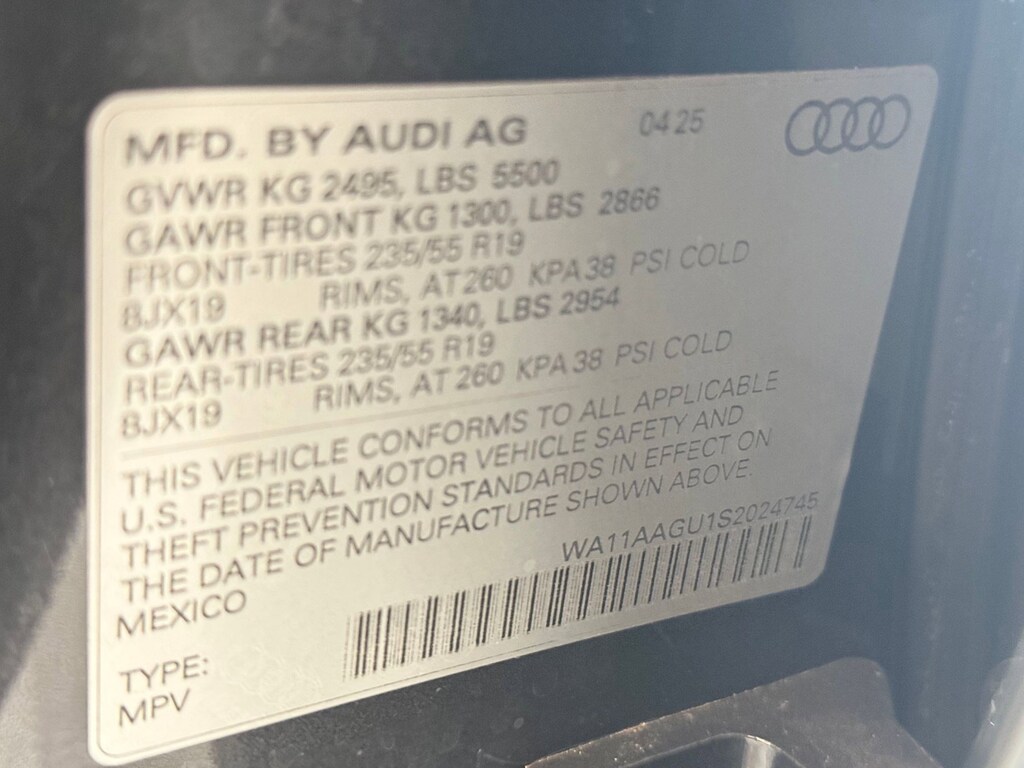 MFD. BY AUDI AG 04 25
GVWR KG 2495, LBS 5500
GAWR FRONT KG 1300, LBS 2866
FRONT-TIRES 235/55 R19
8JX19 RIMS, AT 260 KPA 38 PSI COLD
GAWR REAR KG 1340, LBS 2954
REAR-TIRES 235/55 R19
8JX19 RIMS, AT 260 KPA 38 PSI COLD
THIS VEHICLE CONFORMS TO ALL APPLICABLE
U.S. FEDERAL MOTOR VEHICLE SAFETY AND
THEFT PREVENTION STANDARDS IN EFFECT ON
THE DATE OF MANUFACTURE SHOWN ABOVE.
MEXICO WA11AAGU1S2024745
TYPE:
MPV